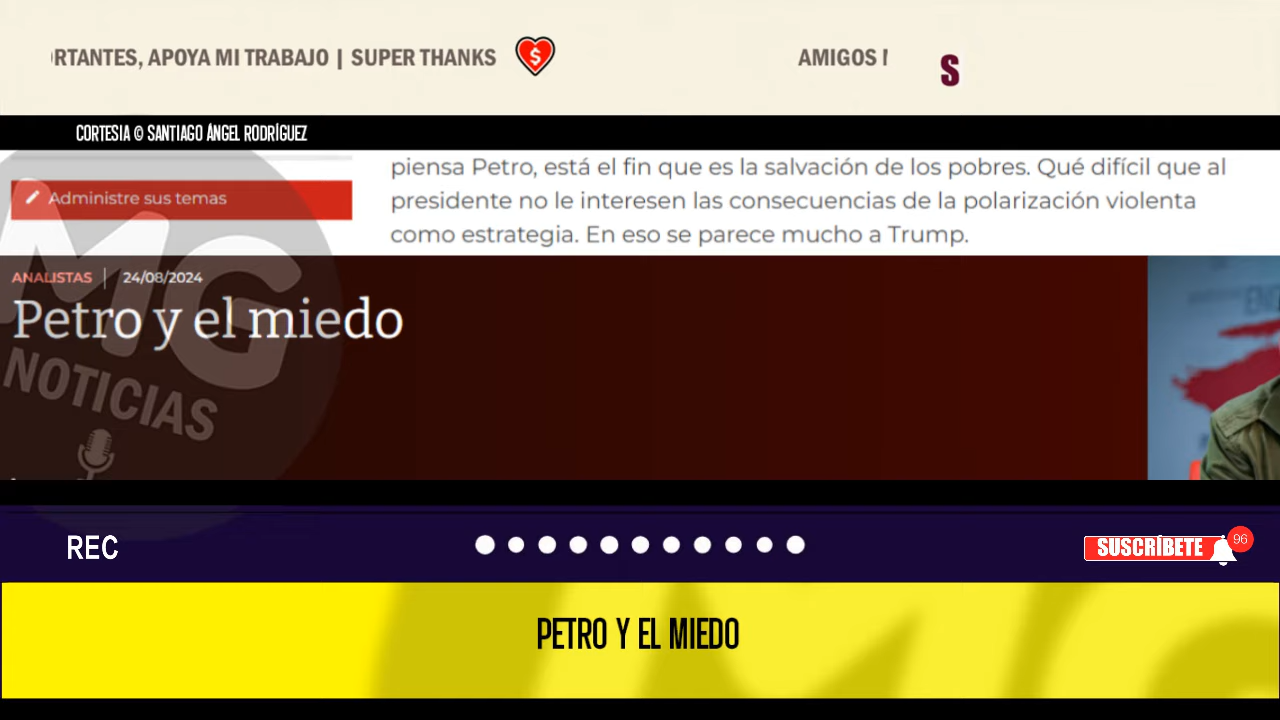 RTANTES, APOYA MI TRABAJO | SUPER THANKS $ AMIGOS S
CORTESIA © SANTIAGO ÁNGEL RODRÍGUEZ
piensa Petro, está el fin que es la salvación de los pobres. Qué difícil que al
Administre sus temas
presidente no le interesen las consecuencias de la polarización violenta
como estrategia. En eso se parece mucho a Trump.
ANALISTAS | 24/08/2024
Petro y el miedo
MG
NOTICIAS
REC
SUSCRÍBETE 96
PETRO Y EL MIEDO